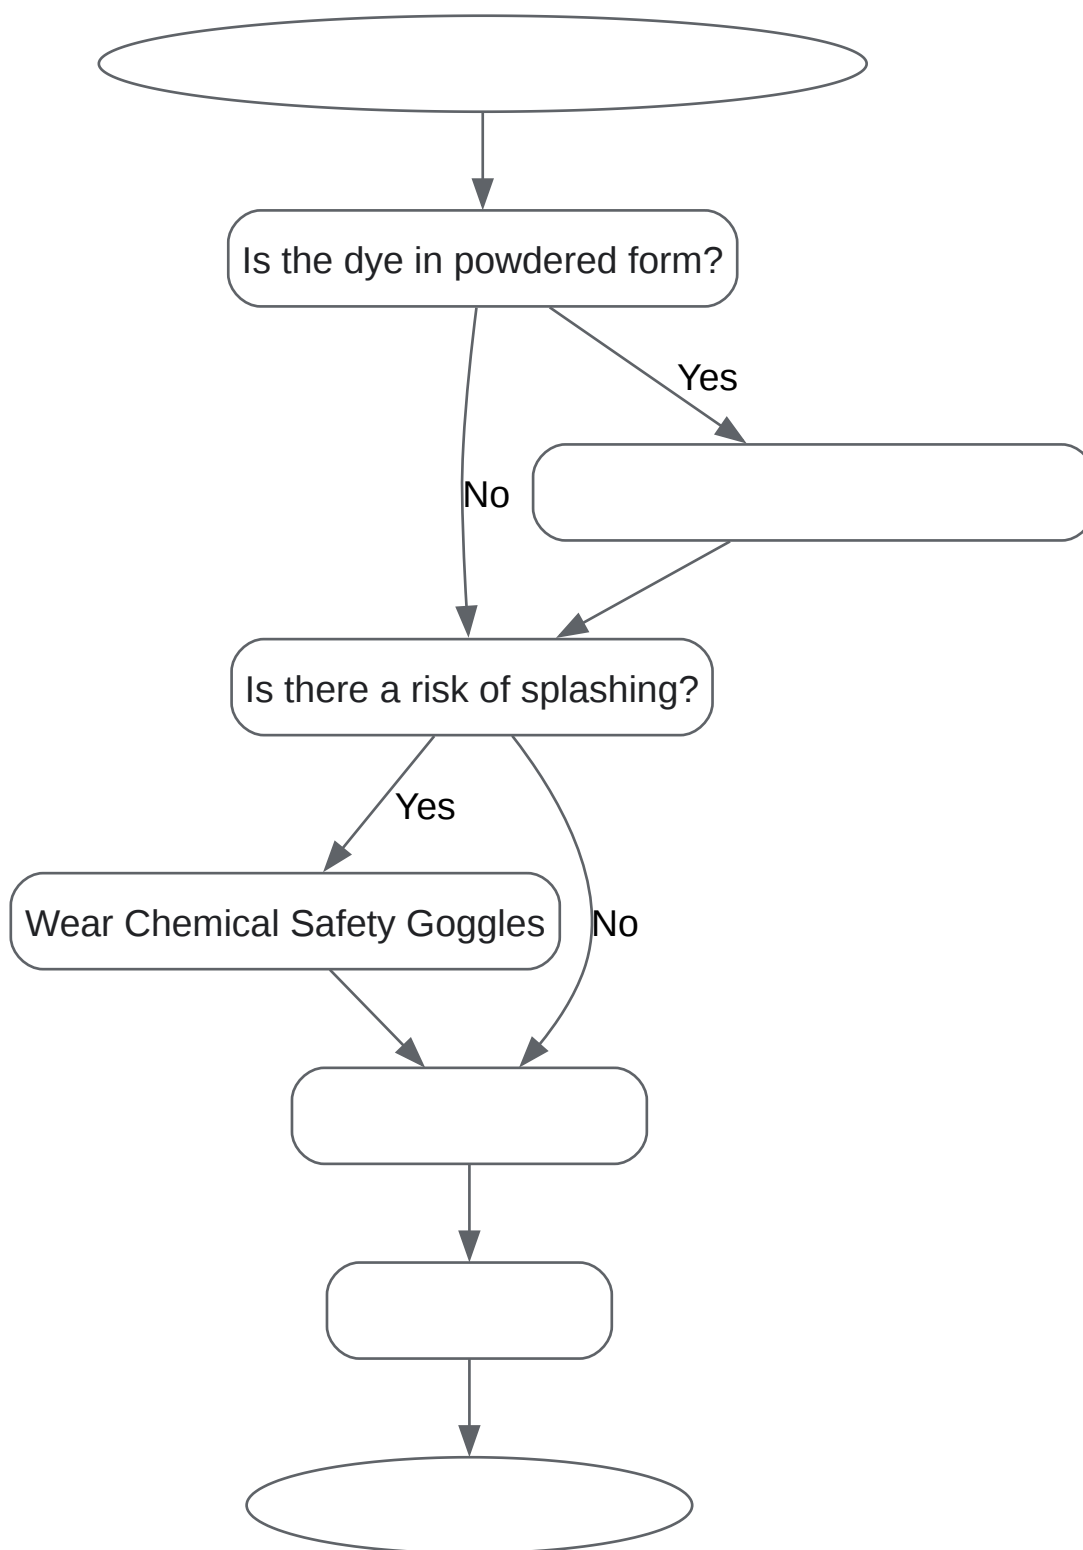 Is the dye in powdered form?
Yes
No
Is there a risk of splashing?
Yes
Wear Chemical Safety Goggles
No